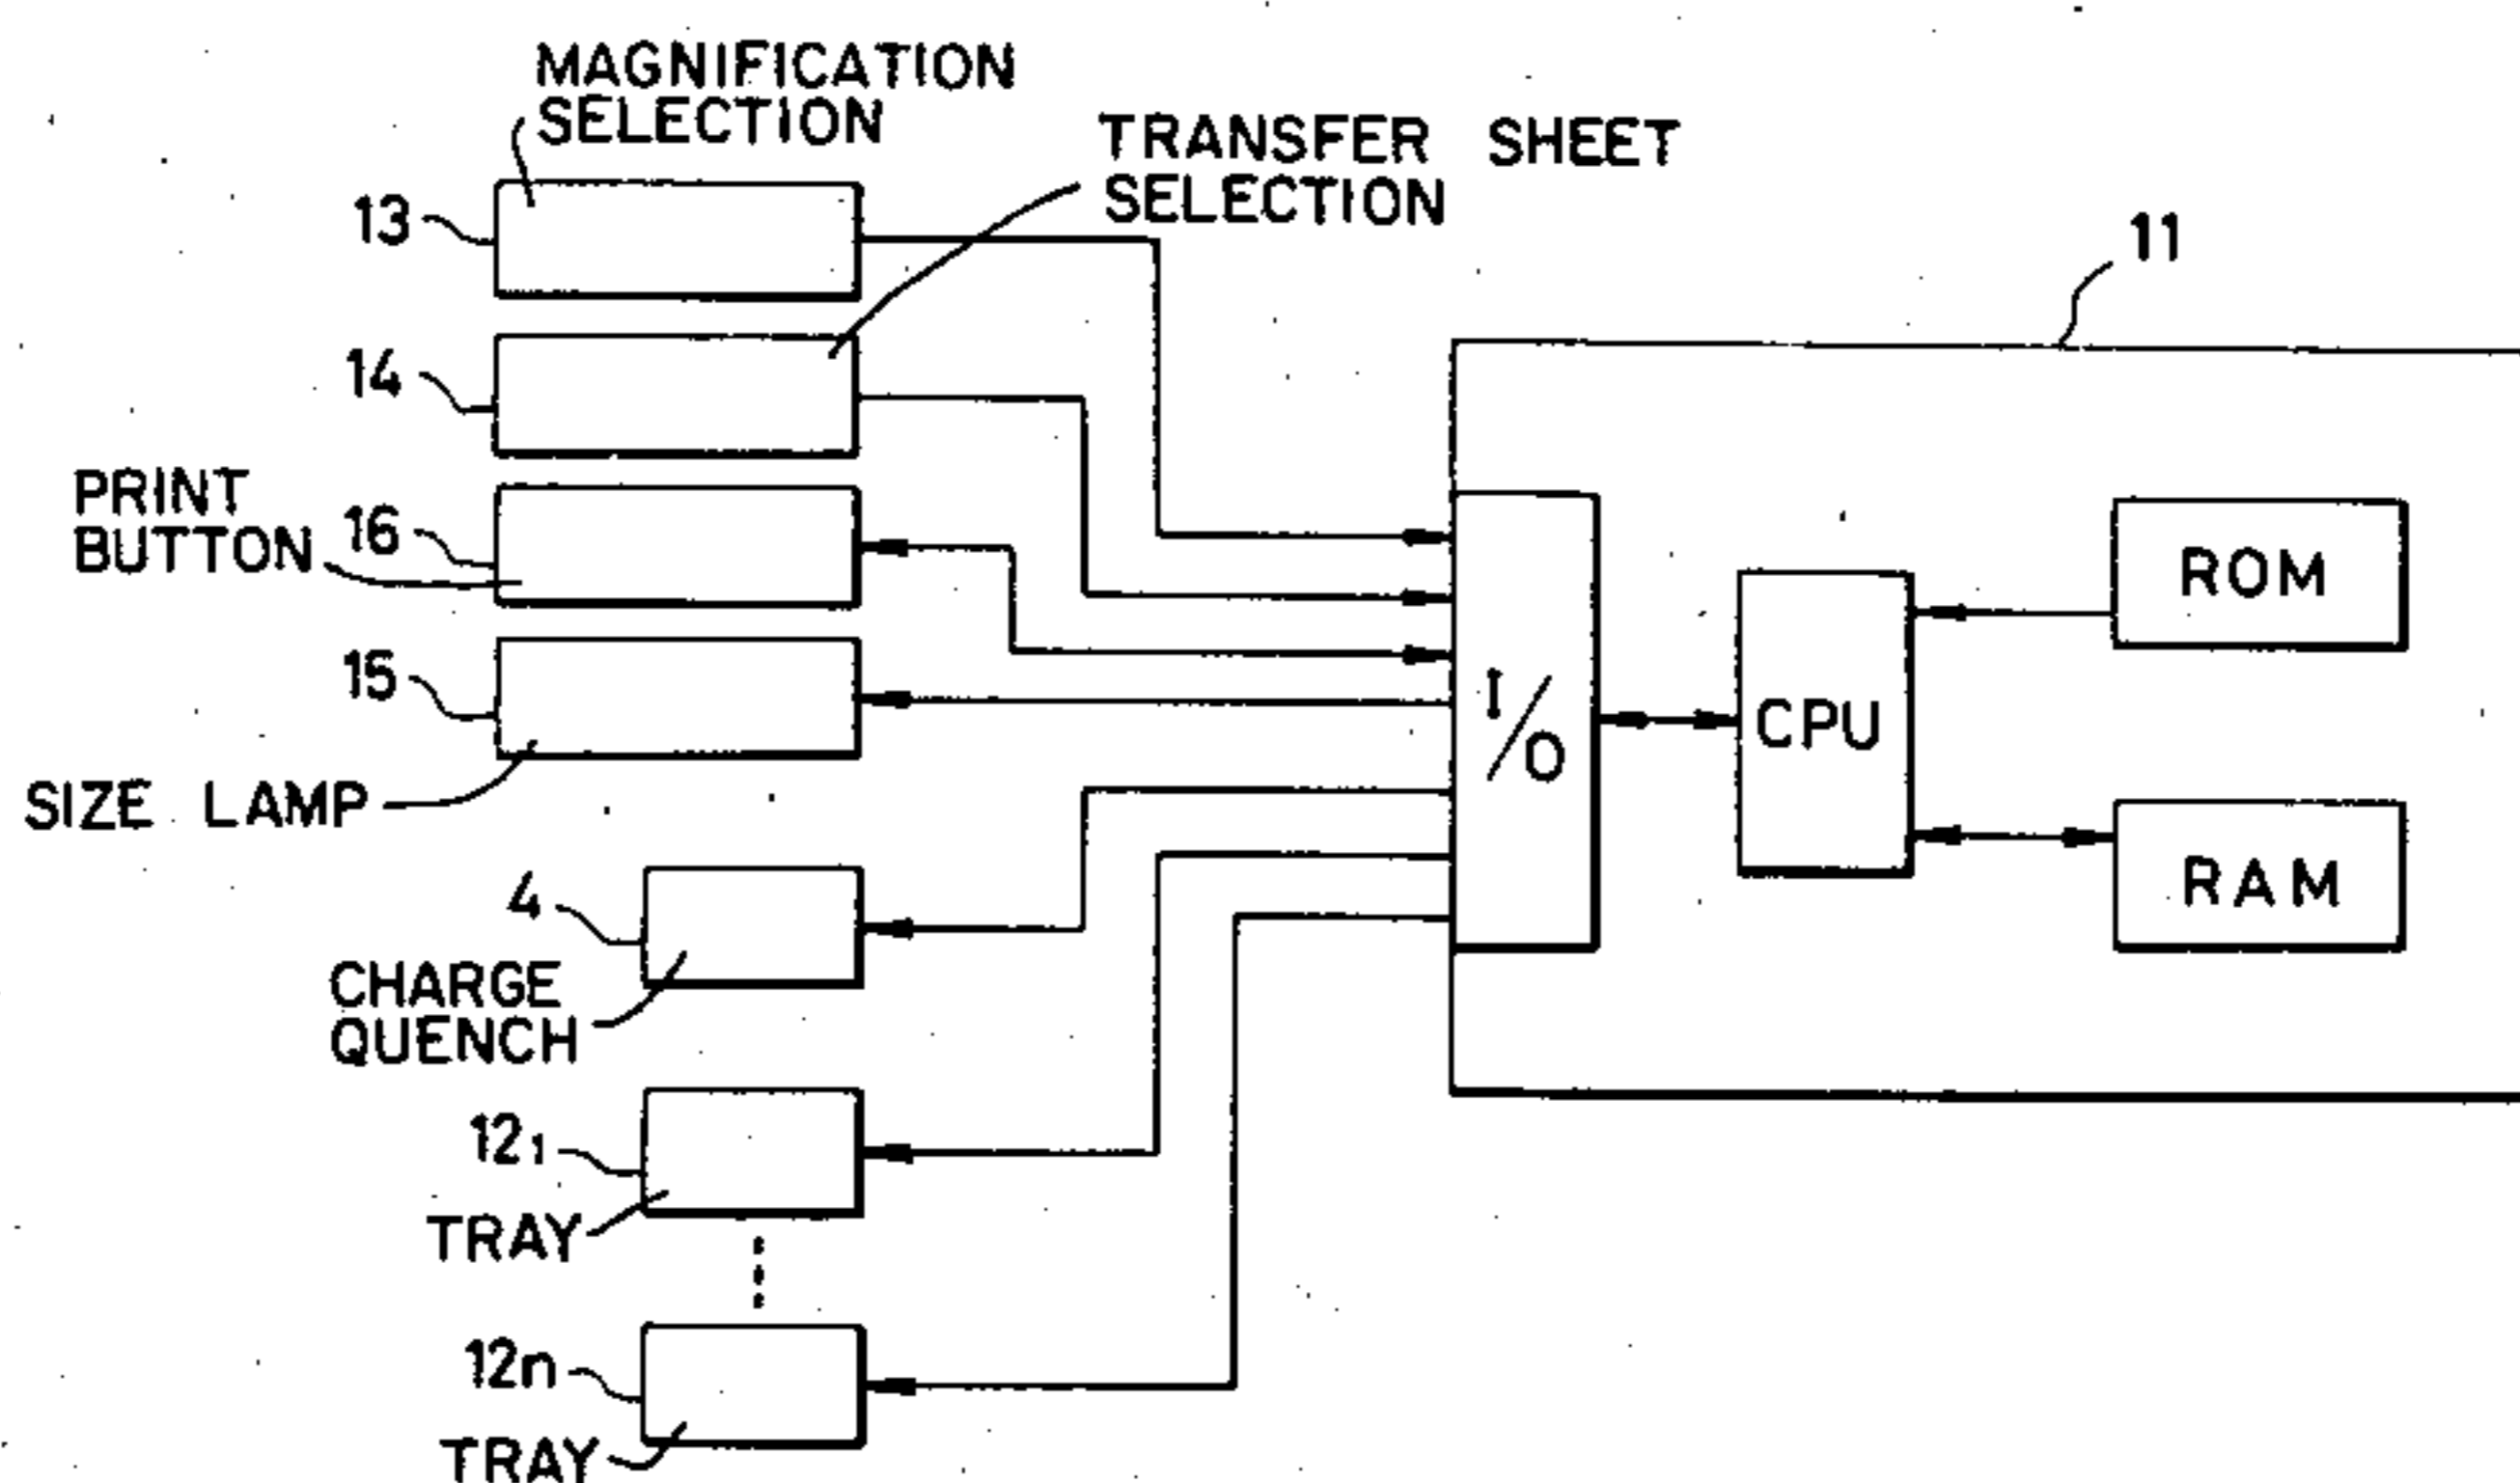 MAGNIFICATION
SELECTION
TRANSFER SHEET
SELECTION
13
11
14
PRINT
BUTTON
16
15
SIZE LAMP
I/O
CPU
ROM
RAM
4
CHARGE
QUENCH
12₁
TRAY
12n
TRAY